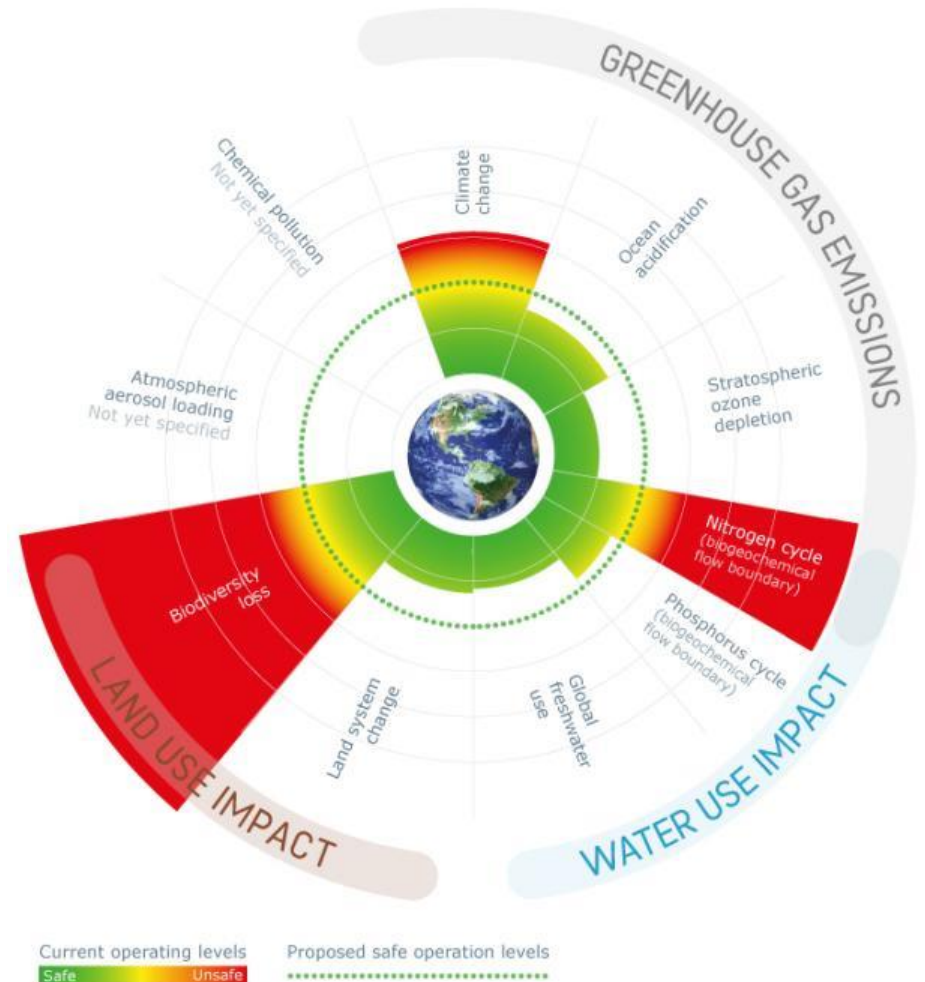 GREENHOUSE GAS EMISSIONS
Climate
change
Ocean
acidification
Stratospheric
ozone
depletion
Nitrogen cycle
(biogeochemical
flow boundary)
Phosphorus cycle
(biogeochemical
flow boundary)
WATER USE IMPACT
Global
freshwater
use
Land system
change
LAND USE IMPACT
Biodiversity
loss
Atmospheric
aerosol loading
Not yet specified
Chemical pollution
Not yet specified
Current operating levels
Safe
Unsafe
Proposed safe operation levels